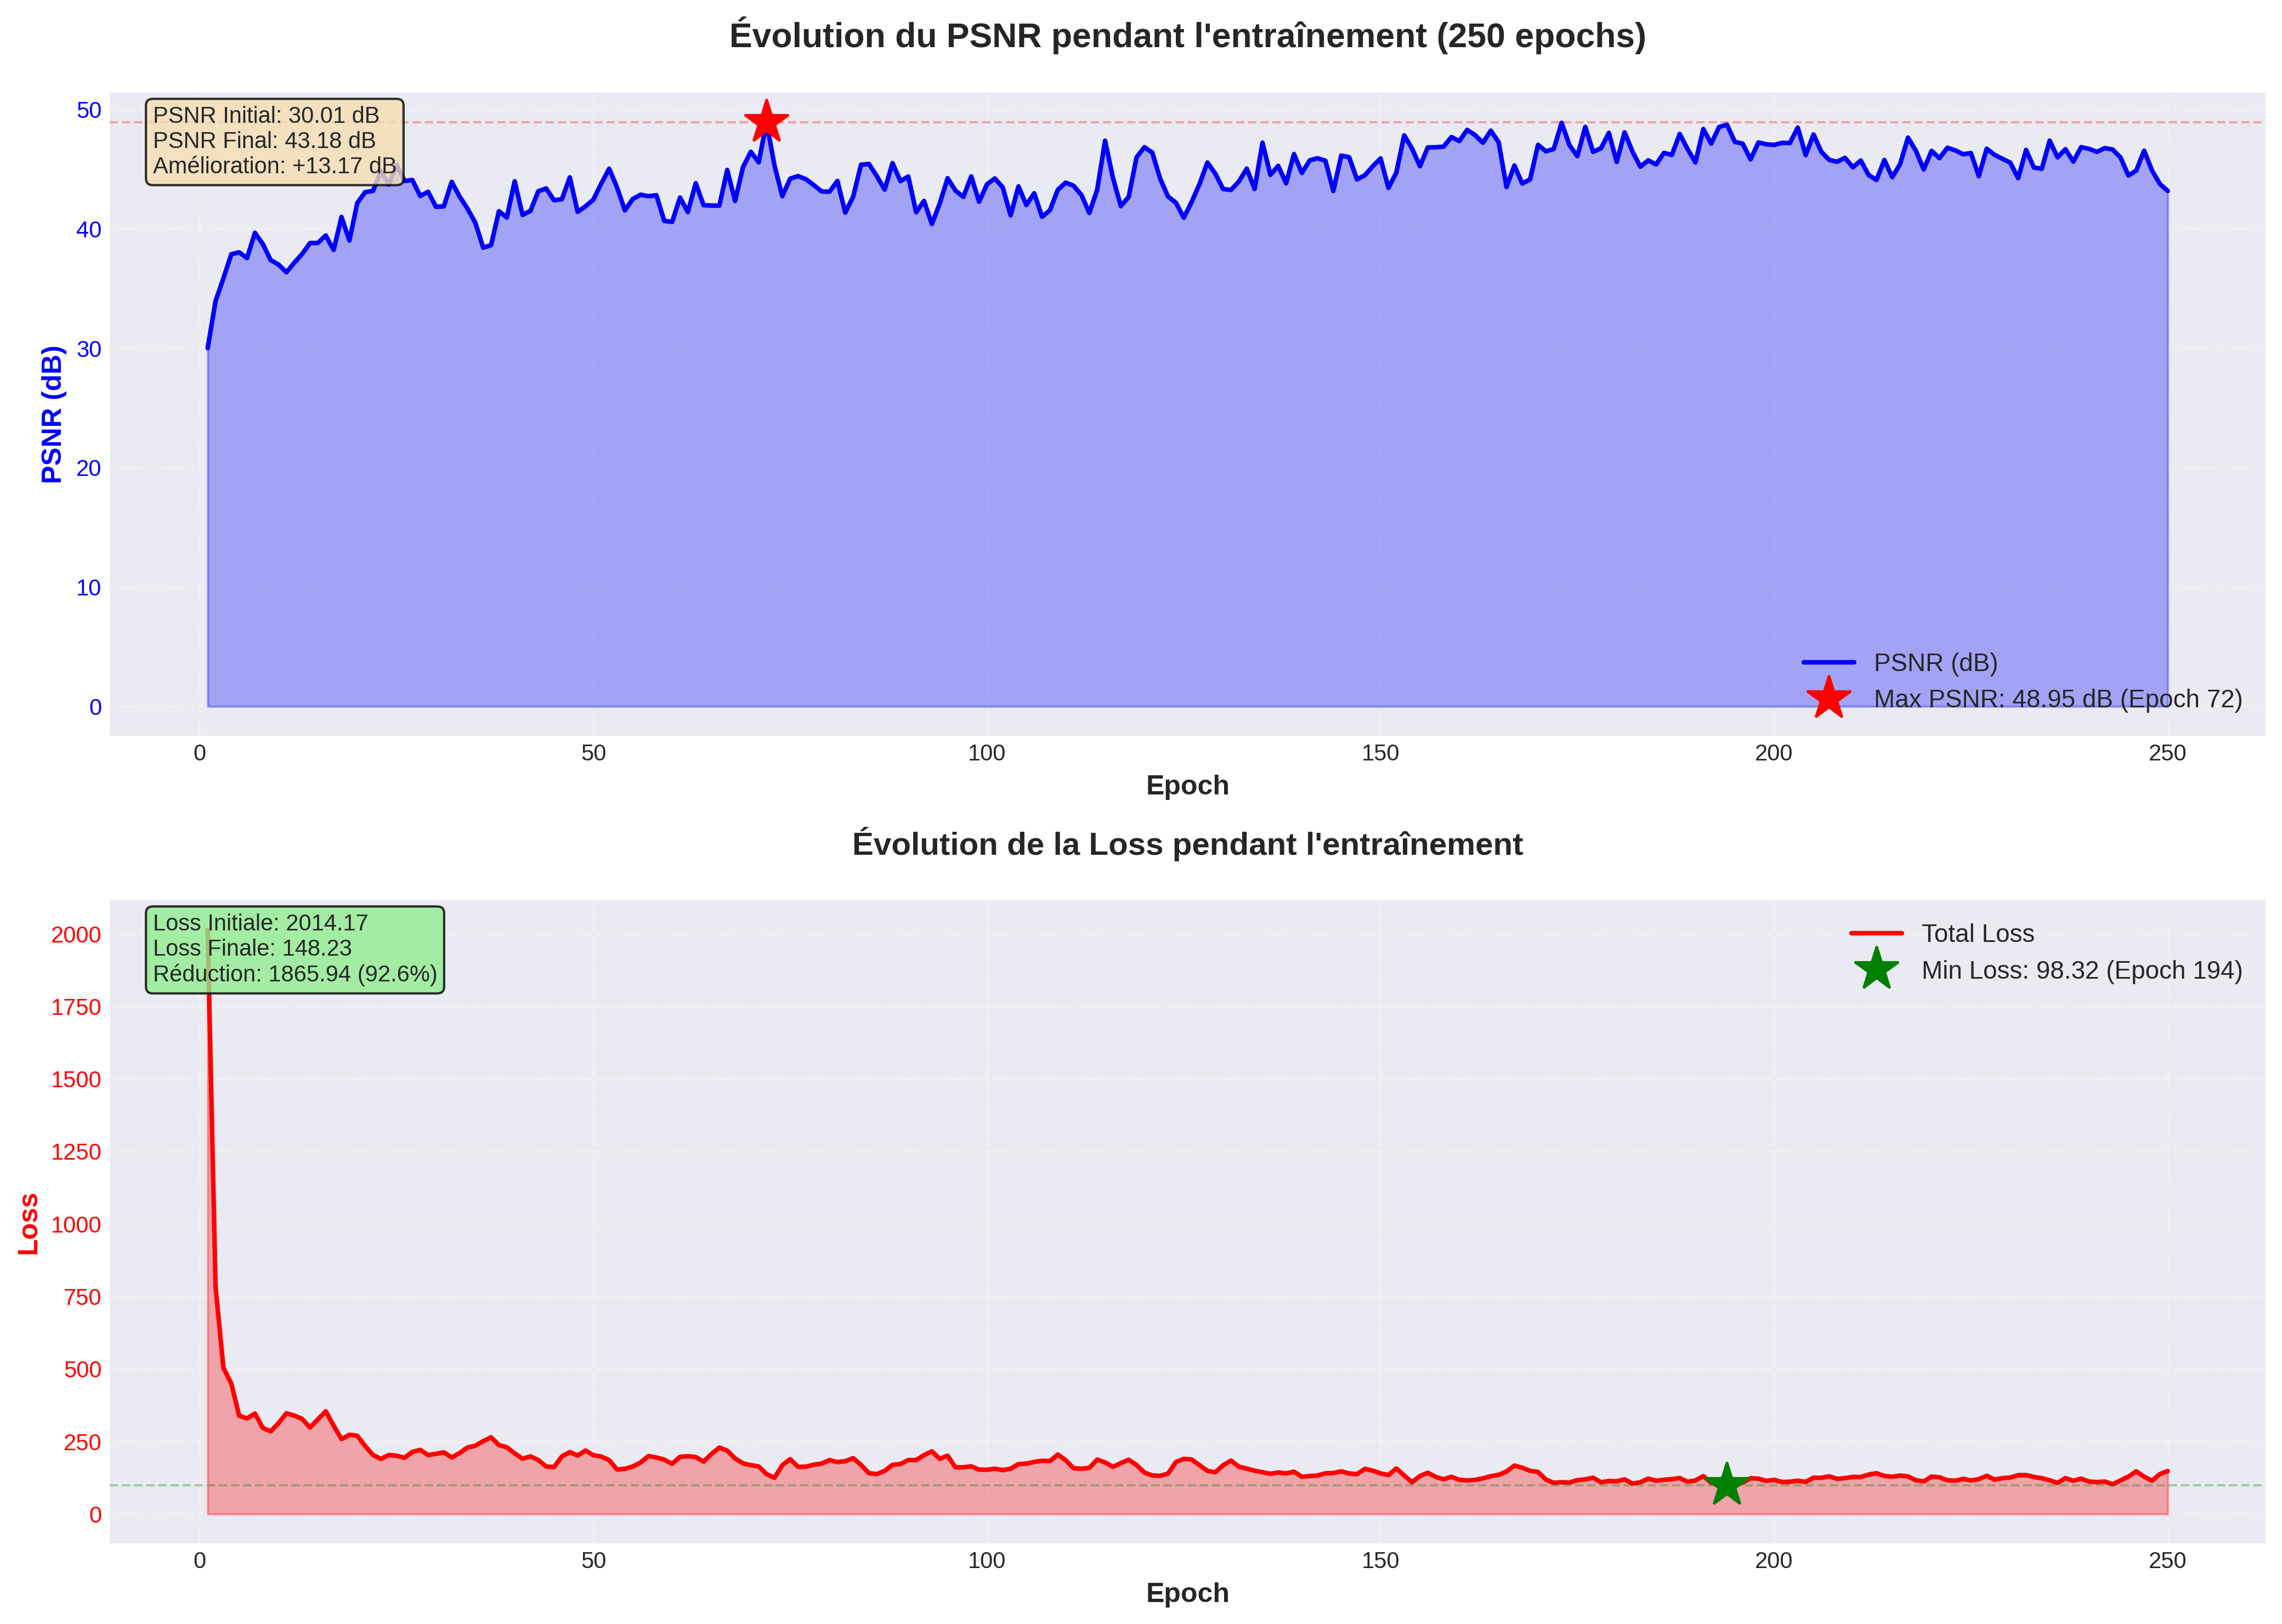 Évolution du PSNR pendant l'entraînement (250 epochs)
PSNR Initial: 30.01 dB
PSNR Final: 43.18 dB
Amélioration: +13.17 dB
PSNR (dB)
50
40
30
20
10
0
PSNR (dB)
Max PSNR: 48.95 dB (Epoch 72)
0 50 100 150 200 250
Epoch
Évolution de la Loss pendant l'entraînement
Loss Initiale: 2014.17
Loss Finale: 148.23
Réduction: 1865.94 (92.6%)
Total Loss
Min Loss: 98.32 (Epoch 194)
Loss
2000
1750
1500
1250
1000
750
500
250
0
0 50 100 150 200 250
Epoch